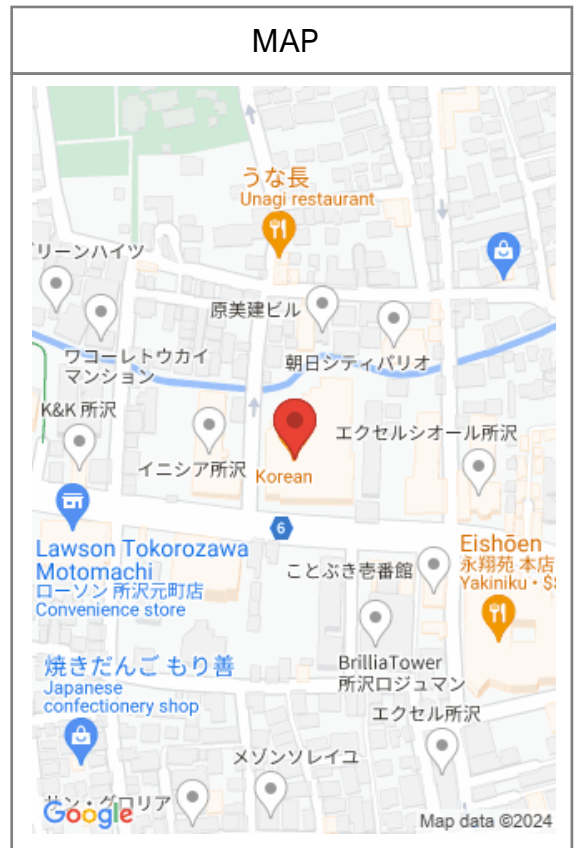 MAP
うな長
Unagi restaurant
リーンハイツ
原美建ビル
ワコーレトウカイ
マンション
朝日シティパリオ
K&K 所沢
エクセルシオール所沢
イニシア所沢
Korean
6
Lawson Tokorozawa
Motomachi
ローソン 所沢元町店
Convenience store
Eishōen
永翔苑 本店
Yakiniku・$
ことぶき壱番館
BrilliaTower
所沢ロジュマン
焼きだんご もり善
Japanese
confectionery shop
エクセル所沢
メゾンソレイユ
サン・グロリア
Google
Map data ©2024